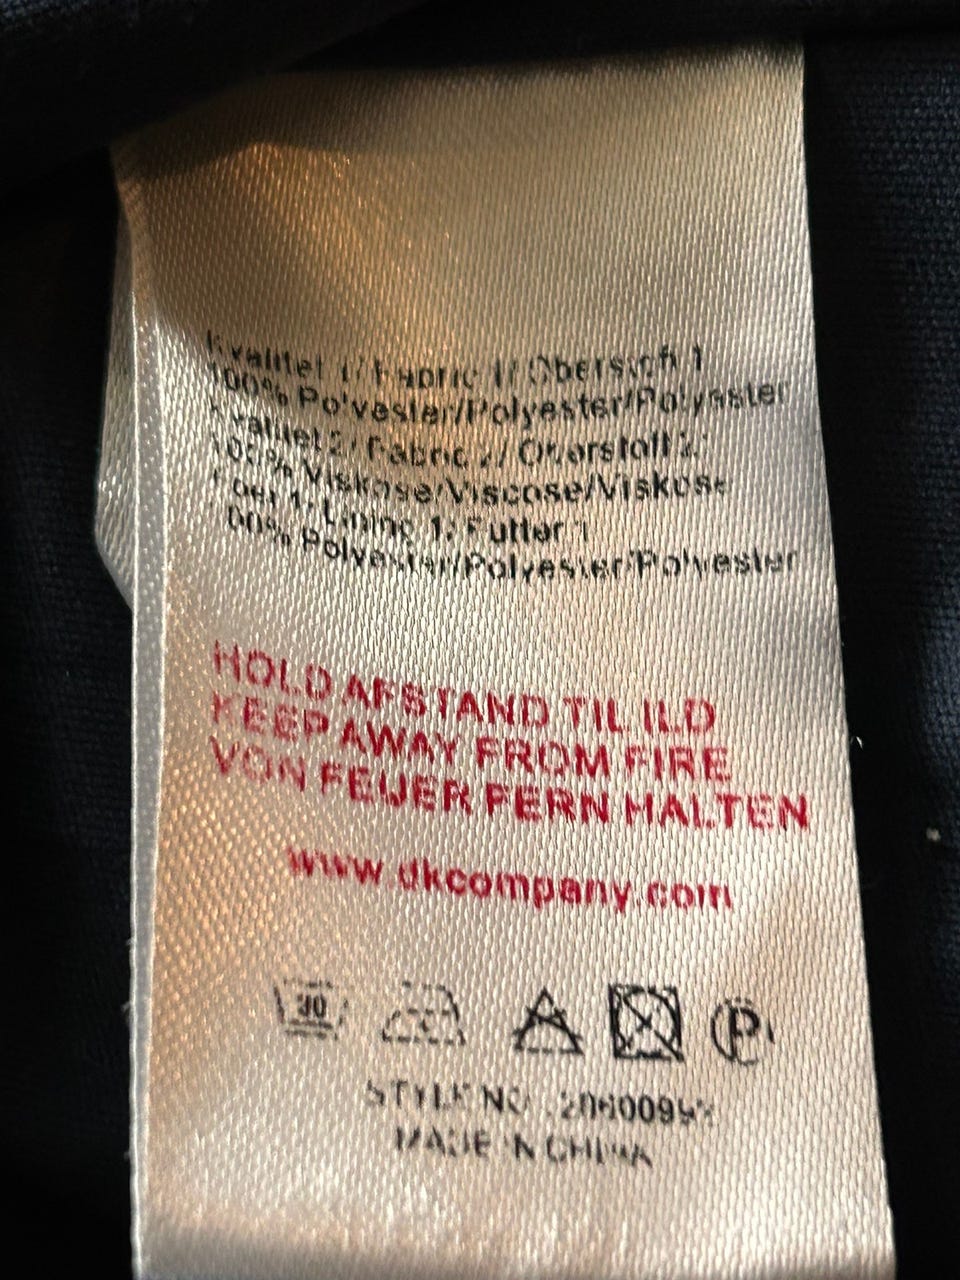 Kvalitet 1/ Fabric 1/ Oberstoff 1
100% Polyester/Polyester/Polyester
Kvalitet 2/ Fabric 2/ Oberstoff 2:
100% Viskose/Viscose/Viskose
Foer 1/ Lining 1/ Futter 1
100% Polyester/Polyester/Polyester
HOLD AFSTAND TIL ILD
KEEP AWAY FROM FIRE
VON FEUER FERN HALTEN
www.dkcompany.com
30
P
STYLE NO
MADE IN CHINA